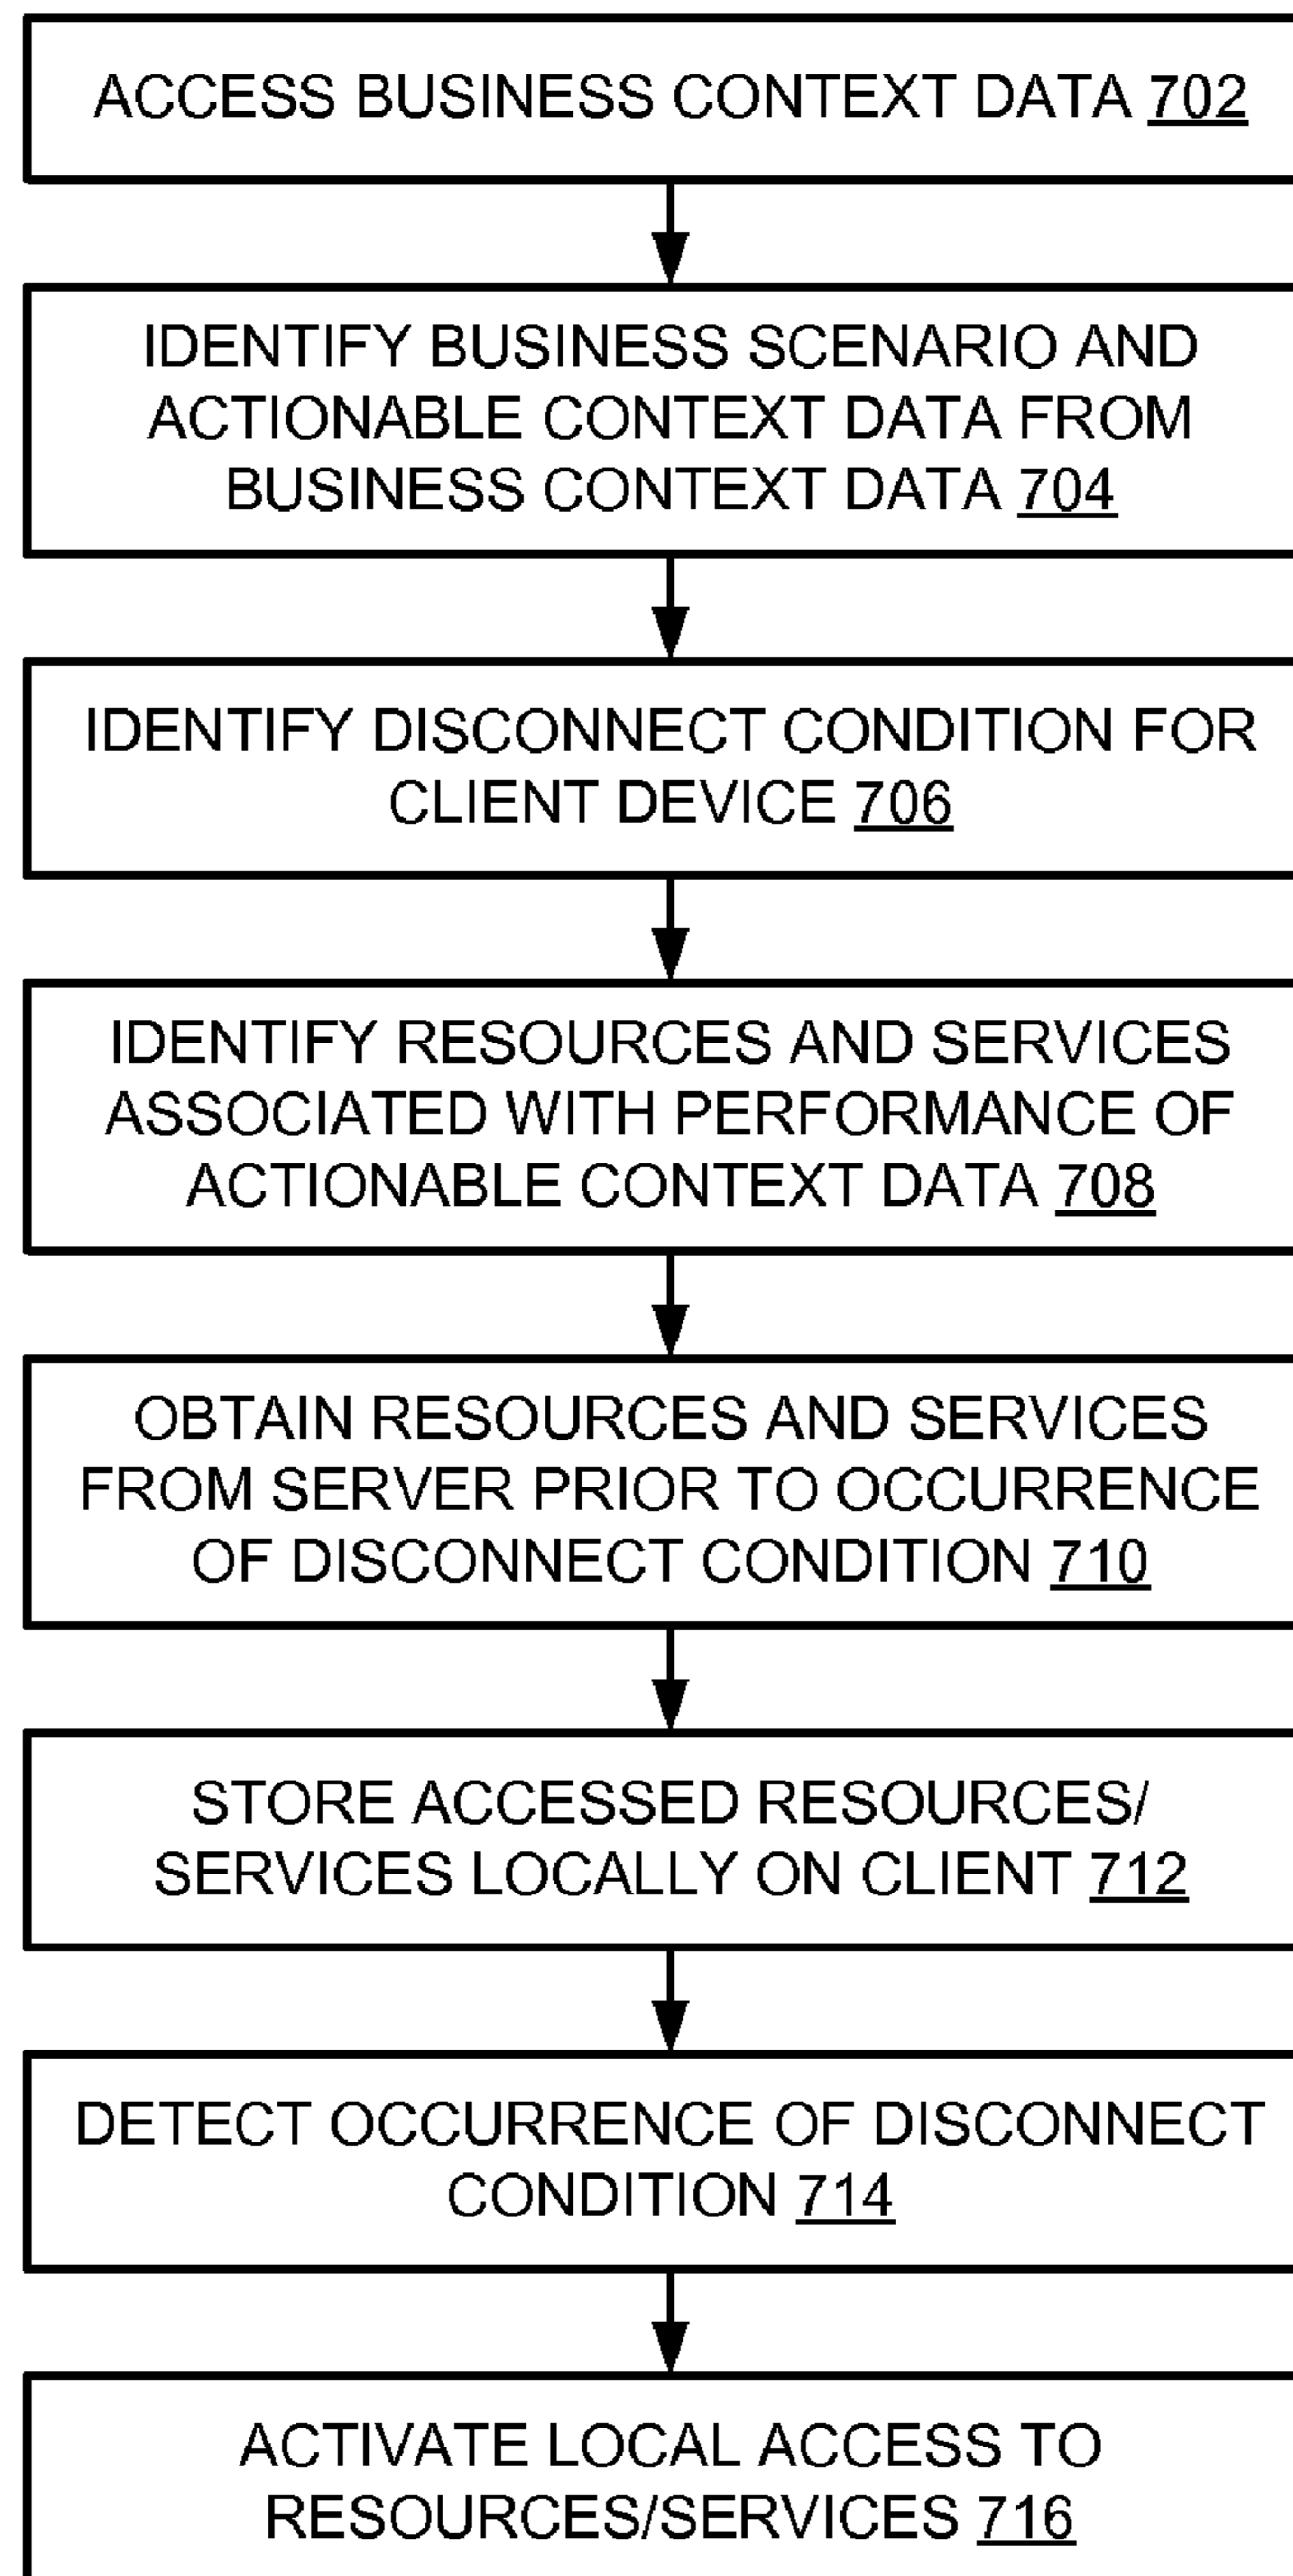 ACCESS BUSINESS CONTEXT DATA 702
IDENTIFY BUSINESS SCENARIO AND
ACTIONABLE CONTEXT DATA FROM
BUSINESS CONTEXT DATA 704
IDENTIFY DISCONNECT CONDITION FOR
CLIENT DEVICE 706
IDENTIFY RESOURCES AND SERVICES
ASSOCIATED WITH PERFORMANCE OF
ACTIONABLE CONTEXT DATA 708
OBTAIN RESOURCES AND SERVICES
FROM SERVER PRIOR TO OCCURRENCE
OF DISCONNECT CONDITION 710
STORE ACCESSED RESOURCES/
SERVICES LOCALLY ON CLIENT 712
DETECT OCCURRENCE OF DISCONNECT
CONDITION 714
ACTIVATE LOCAL ACCESS TO
RESOURCES/SERVICES 716